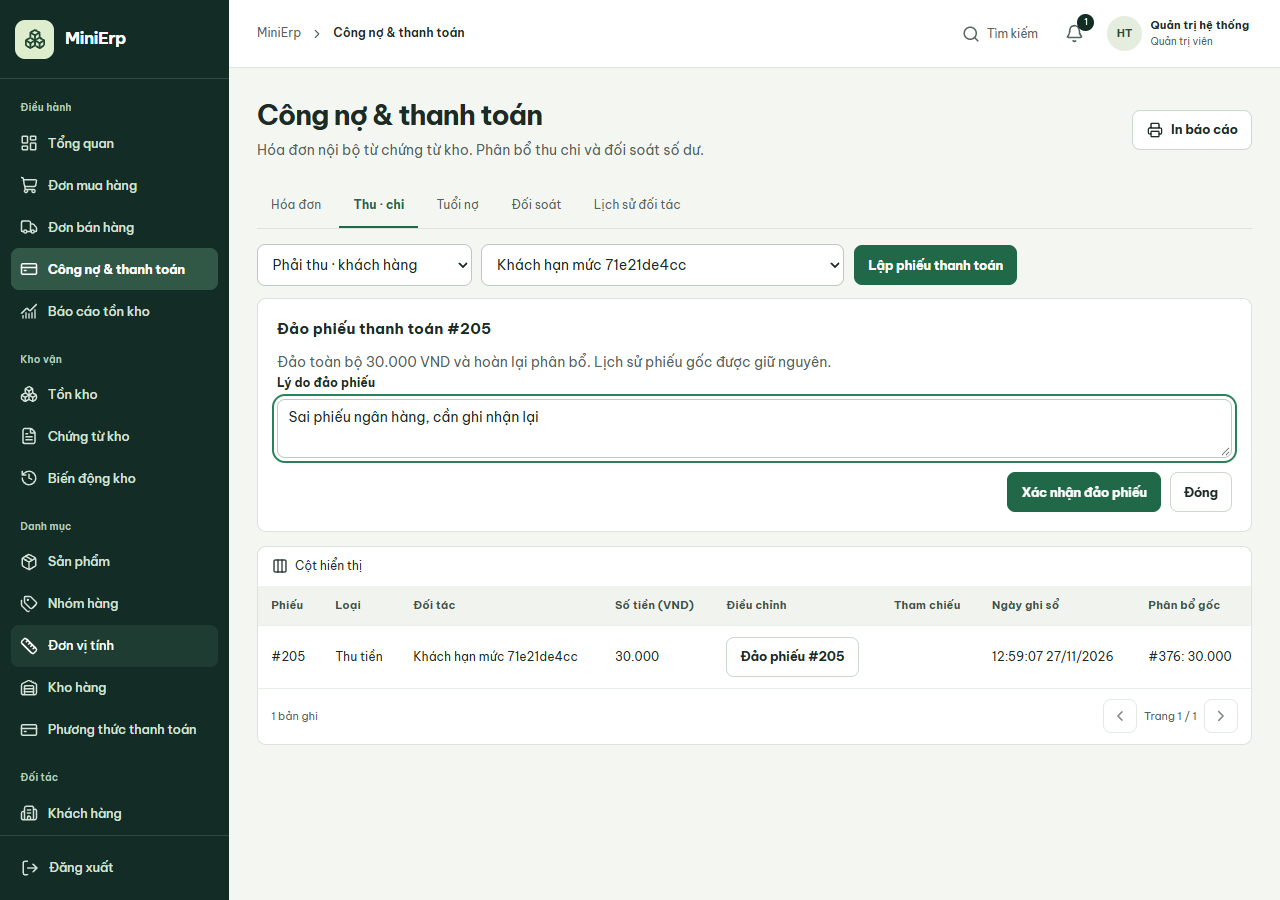 MiniErp
Điều hành
Tổng quan
Đơn mua hàng
Đơn bán hàng
Công nợ & thanh toán
Báo cáo tồn kho
Kho vận
Tồn kho
Chứng từ kho
Biến động kho
Danh mục
Sản phẩm
Nhóm hàng
Đơn vị tính
Kho hàng
Phương thức thanh toán
Đối tác
Khách hàng
Đăng xuất
MiniErp > Công nợ & thanh toán
Tìm kiếm
1
HT
Quản trị hệ thống
Quản trị viên
Công nợ & thanh toán
Hóa đơn nội bộ từ chứng từ kho. Phân bổ thu chi và đối soát số dư.
In báo cáo
Hóa đơn Thu · chi Tuổi nợ Đối soát Lịch sử đối tác
Phải thu · khách hàng Khách hạn mức 71e21de4cc Lập phiếu thanh toán
Đảo phiếu thanh toán #205
Đảo toàn bộ 30.000 VND và hoàn lại phân bổ. Lịch sử phiếu gốc được giữ nguyên.
Lý do đảo phiếu
Sai phiếu ngân hàng, cần ghi nhận lại
Xác nhận đảo phiếu Đóng
Cột hiển thị
Phiếu Loại Đối tác Số tiền (VND) Điều chỉnh Tham chiếu Ngày ghi sổ Phân bổ gốc
#205 Thu tiền Khách hạn mức 71e21de4cc 30.000 Đảo phiếu #205 12:59:07 27/11/2026 #376: 30.000
1 bản ghi Trang 1 / 1